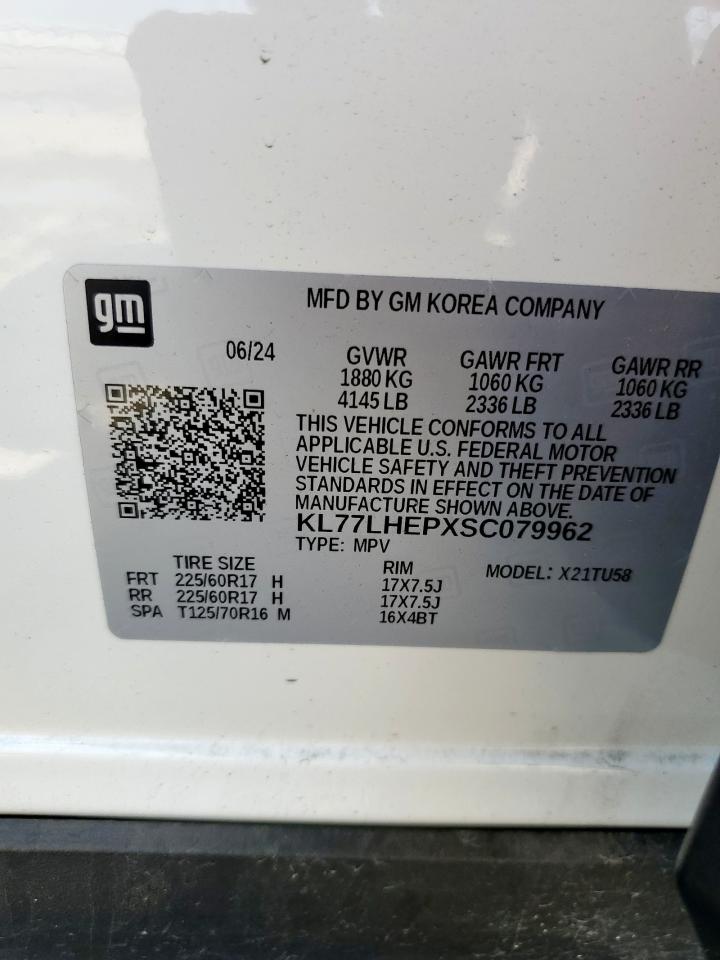 gm
MFD BY GM KOREA COMPANY
06/24 GVWR GAWR FRT GAWR RR
1880 KG 1060 KG 1060 KG
4145 LB 2336 LB 2336 LB
THIS VEHICLE CONFORMS TO ALL
APPLICABLE U.S. FEDERAL MOTOR
VEHICLE SAFETY AND THEFT PREVENTION
STANDARDS IN EFFECT ON THE DATE OF
MANUFACTURE SHOWN ABOVE.
KL77LHEPXSC079962
TYPE: MPV
TIRE SIZE RIM MODEL: X21TU58
FRT 225/60R17 H 17X7.5J
RR 225/60R17 H 17X7.5J
SPA T125/70R16 M 16X4BT